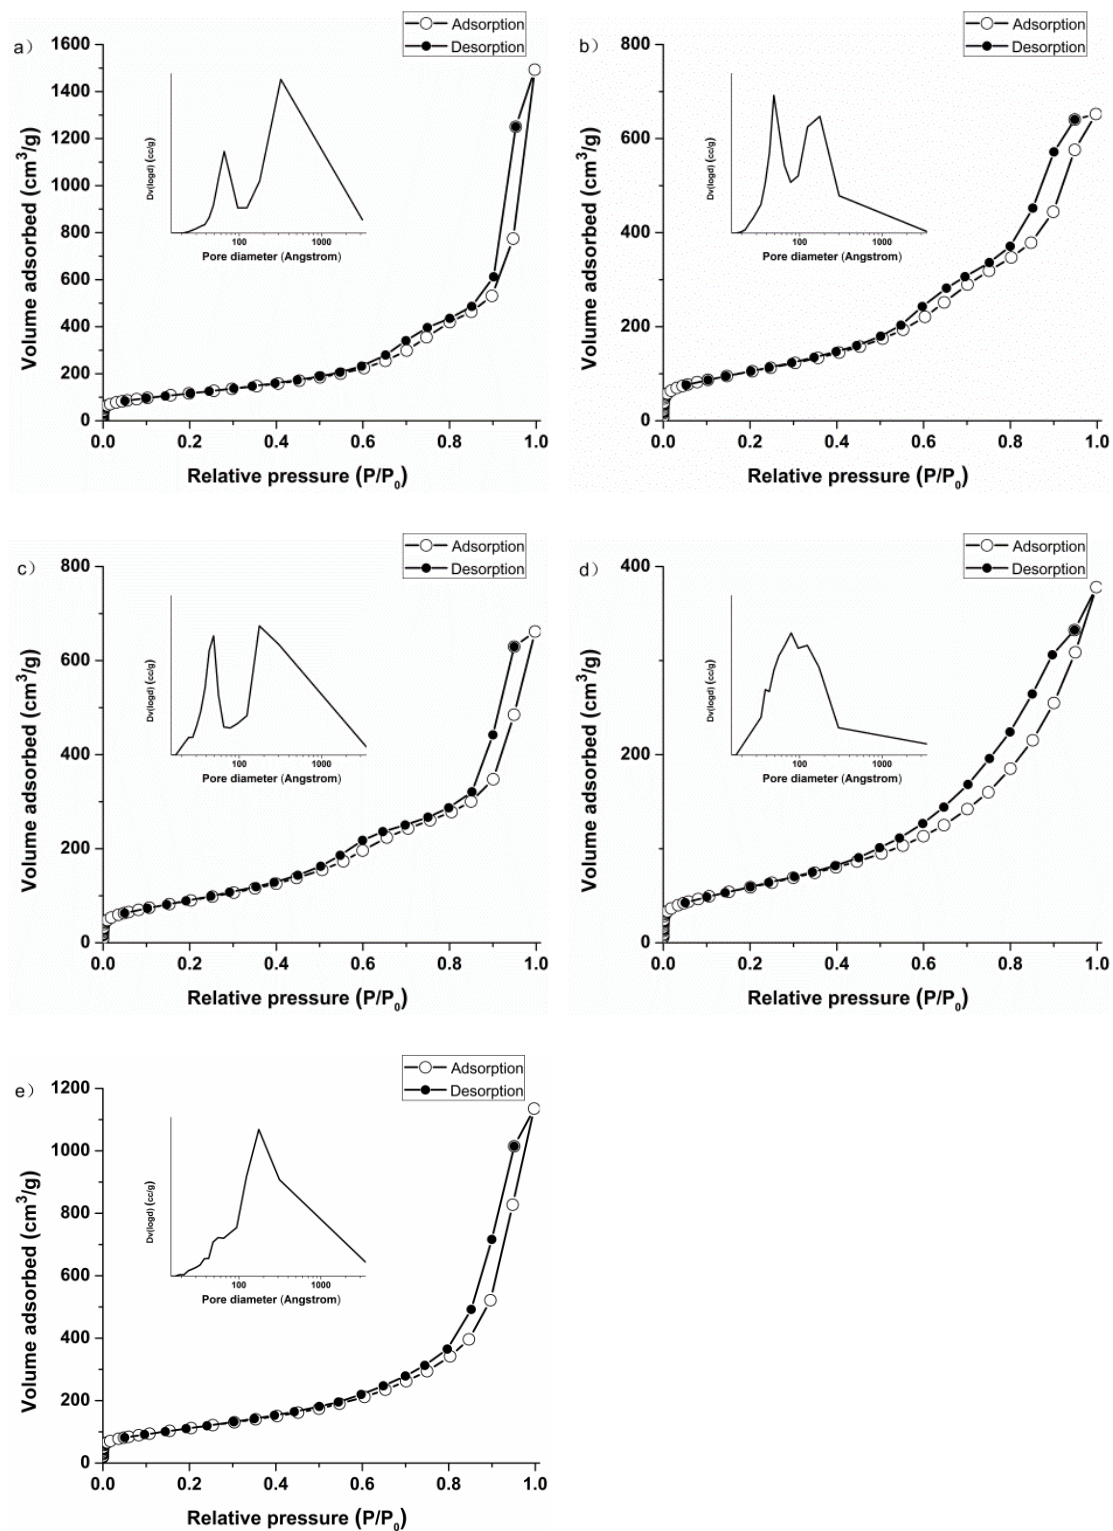 a）
Adsorption
Desorption
Volume adsorbed (cm³/g)
1600
1400
1200
1000
800
600
400
200
0
0.0 0.2 0.4 0.6 0.8 1.0
Relative pressure (P/P₀)
Dv(logd) (cc/g)
100 1000
Pore diameter (Angstrom)
b）
Adsorption
Desorption
Volume adsorbed (cm³/g)
800
600
400
200
0
0.0 0.2 0.4 0.6 0.8 1.0
Relative pressure (P/P₀)
Dv(logd) (cc/g)
100 1000
Pore diameter (Angstrom)
c）
Adsorption
Desorption
Volume adsorbed (cm³/g)
800
600
400
200
0
0.0 0.2 0.4 0.6 0.8 1.0
Relative pressure (P/P₀)
Dv(logd) (cc/g)
100 1000
Pore diameter (Angstrom)
d）
Adsorption
Desorption
Volume adsorbed (cm³/g)
400
200
0
0.0 0.2 0.4 0.6 0.8 1.0
Relative pressure (P/P₀)
Dv(logd) (cc/g)
100 1000
Pore diameter (Angstrom)
e）
Adsorption
Desorption
Volume adsorbed (cm³/g)
1200
1000
800
600
400
200
0
0.0 0.2 0.4 0.6 0.8 1.0
Relative pressure (P/P₀)
Dv(logd) (cc/g)
100 1000
Pore diameter (Angstrom)